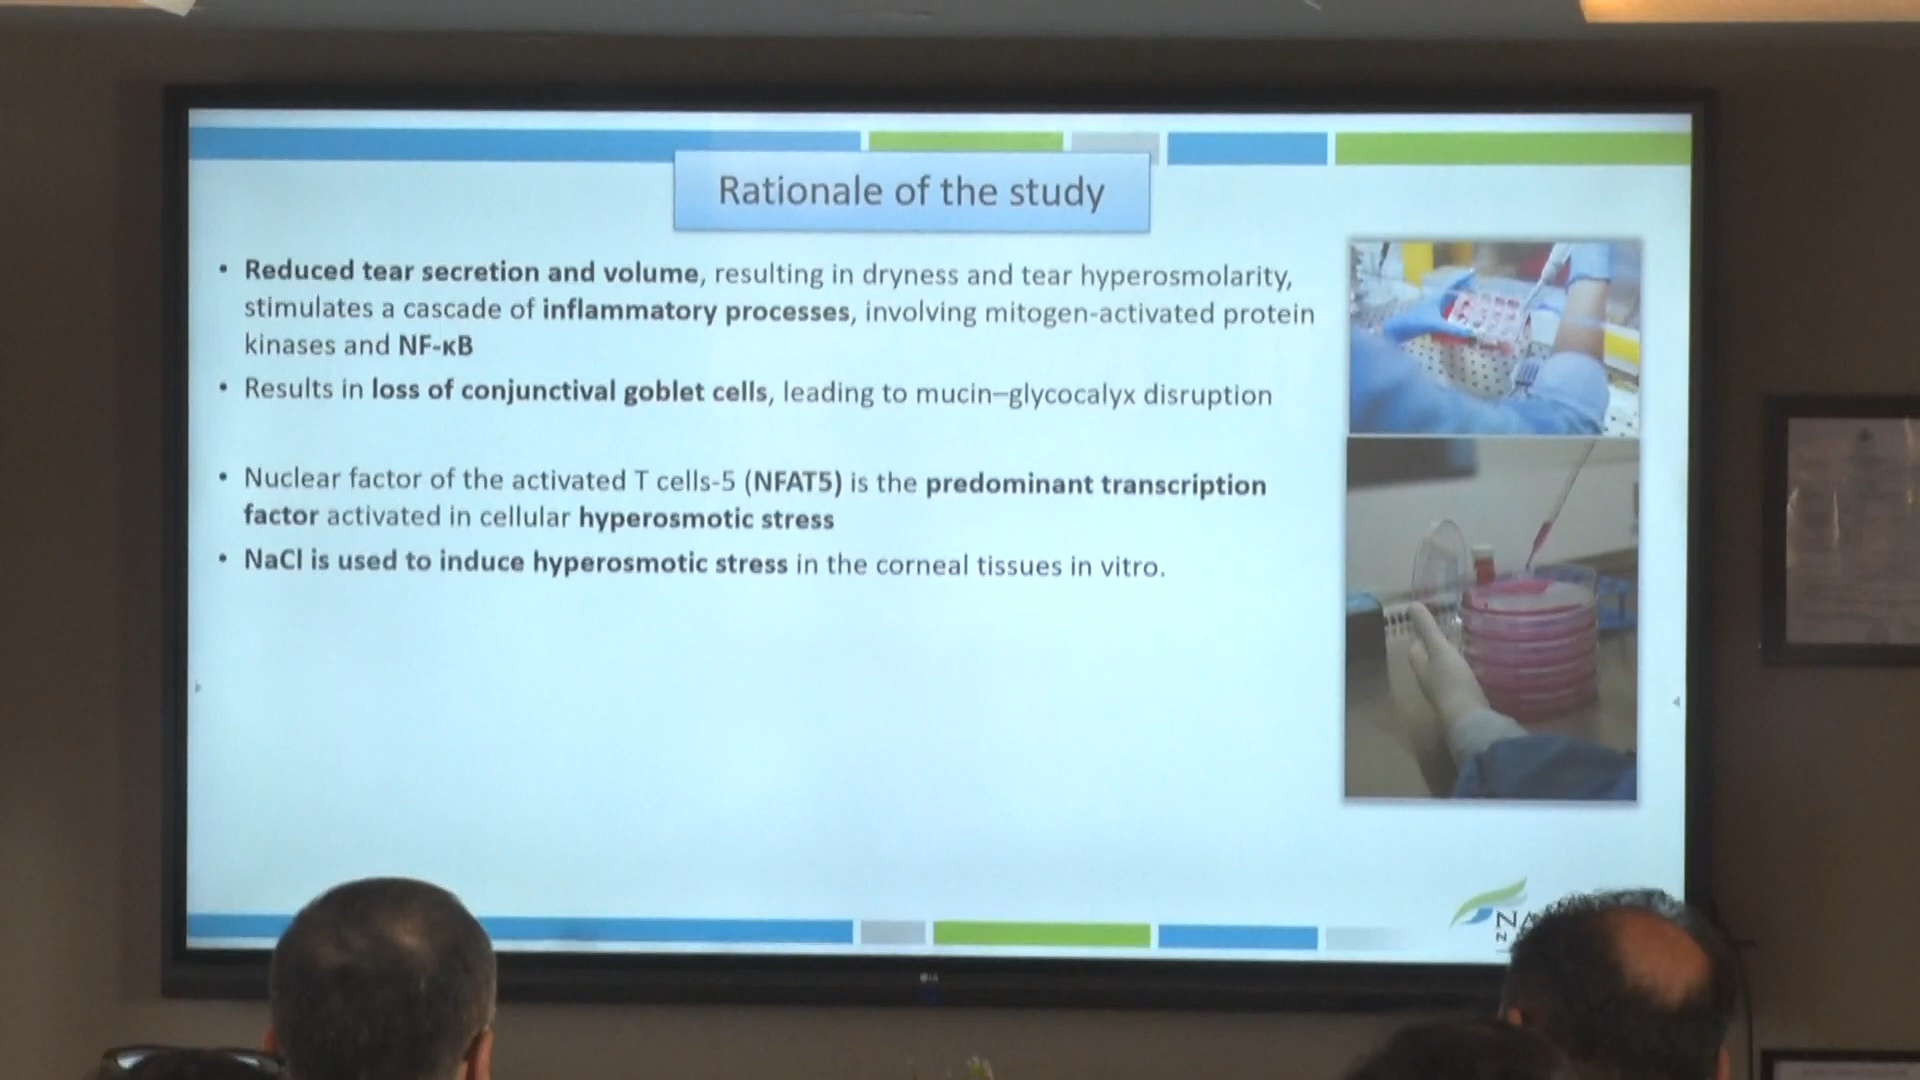 Rationale of the study
• Reduced tear secretion and volume, resulting in dryness and tear hyperosmolarity,
stimulates a cascade of inflammatory processes, involving mitogen-activated protein
kinases and NF-κB
• Results in loss of conjunctival goblet cells, leading to mucin–glycocalyx disruption
• Nuclear factor of the activated T cells-5 (NFAT5) is the predominant transcription
factor activated in cellular hyperosmotic stress
• NaCl is used to induce hyperosmotic stress in the corneal tissues in vitro.
LG